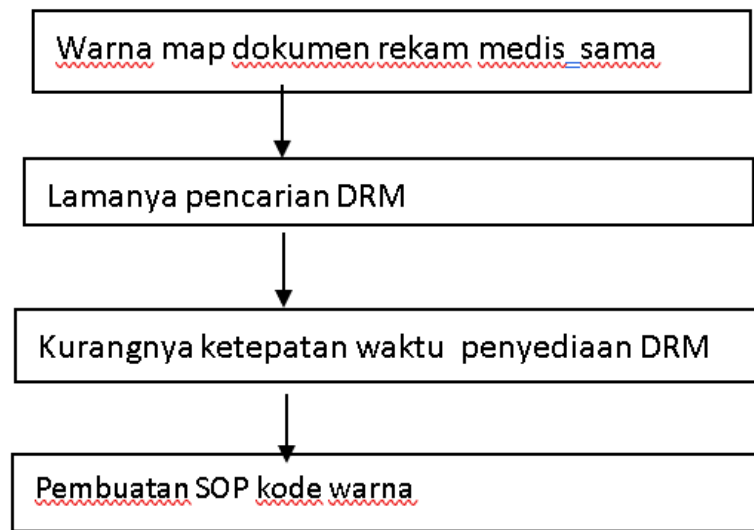 Warna map dokumen rekam medis sama
Lamanya pencarian DRM
Kurangnya ketepatan waktu penyediaan DRM
Pembuatan SOP kode warna